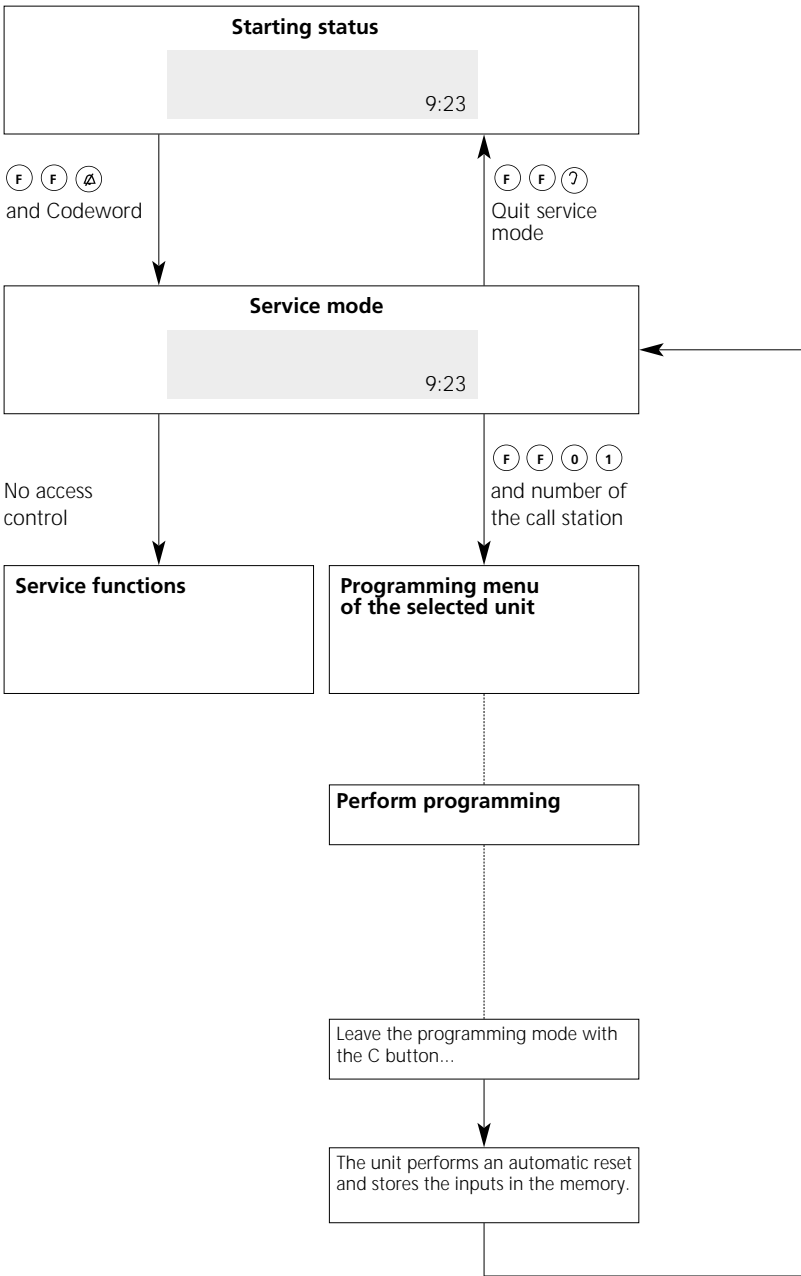 Starting status
9:23
F F
and Codeword
F F
Quit service
mode
Service mode
9:23
No access
control
F F 0 1
and number of
the call station
Service functions
Programming menu
of the selected unit
Perform programming
Leave the programming mode with
the C button...
The unit performs an automatic reset
and stores the inputs in the memory.